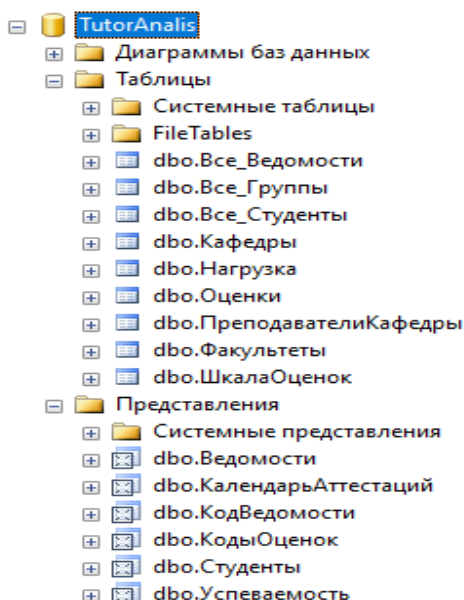 TutorAnalis
Диаграммы баз данных
Таблицы
Системные таблицы
FileTables
dbo.Все_Ведомости
dbo.Все_Группы
dbo.Все_Студенты
dbo.Кафедры
dbo.Нагрузка
dbo.Оценки
dbo.ПреподавателиКафедры
dbo.Факультеты
dbo.ШкалаОценок
Представления
Системные представления
dbo.Ведомости
dbo.КалендарьАттестаций
dbo.КодВедомости
dbo.КодыОценок
dbo.Студенты
dbo.Успеваемость